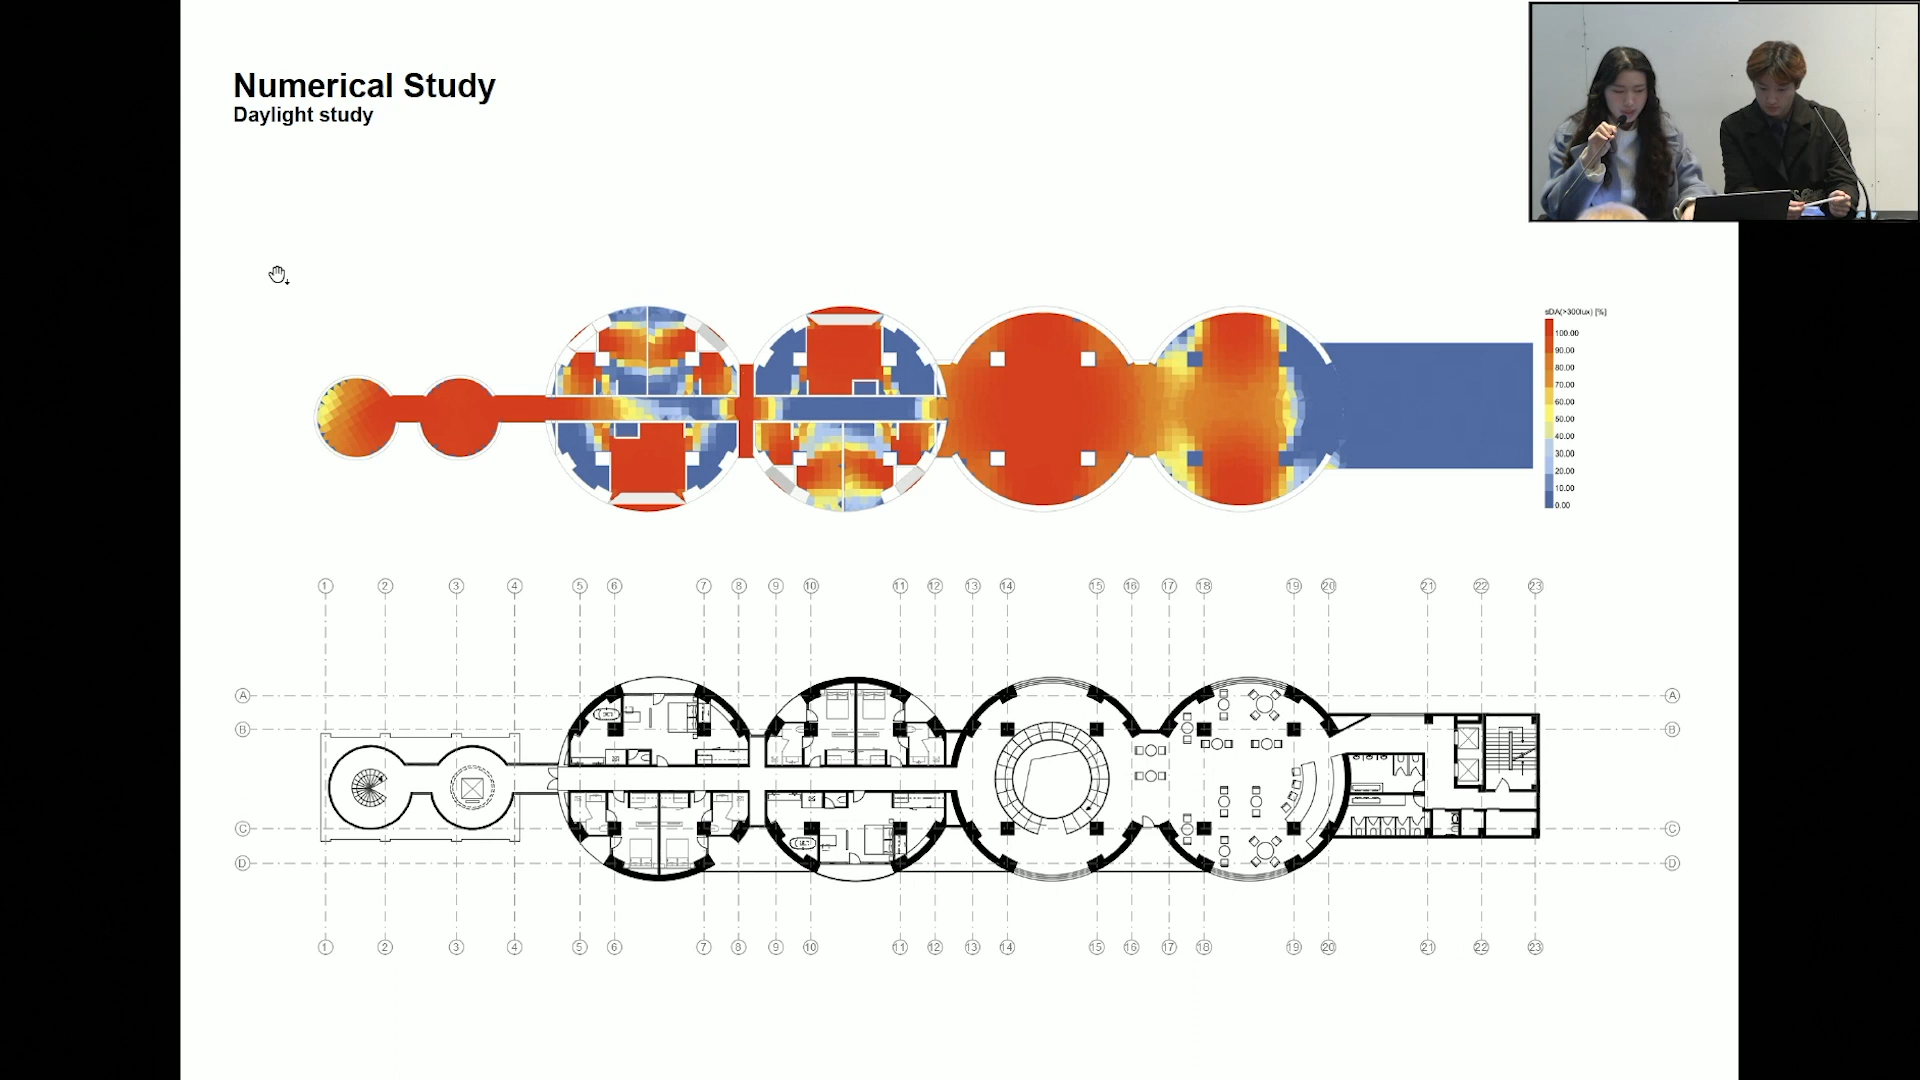 Numerical Study
Daylight study
sDA(>300lux) [%]
100.00
90.00
80.00
70.00
60.00
50.00
40.00
30.00
20.00
10.00
0.00
1 2 3 4 5 6 7 8 9 10 11 12 13 14 15 16 17 18 19 20 21 22 23
A A
B B
C C
D D
1 2 3 4 5 6 7 8 9 10 11 12 13 14 15 16 17 18 19 20 21 22 23